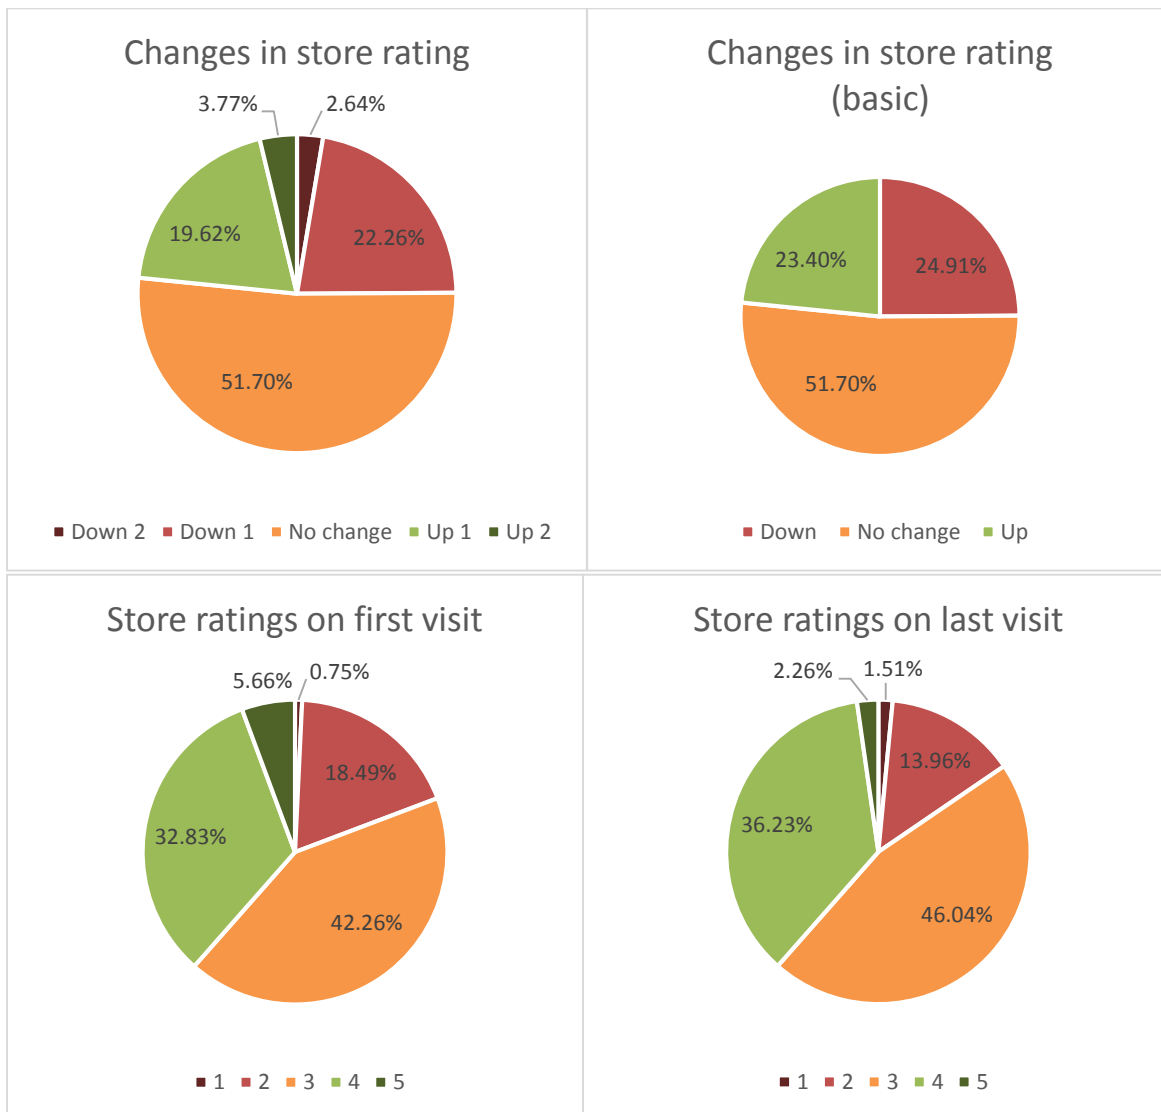 Changes in store rating
3.77%
2.64%
19.62%
22.26%
51.70%
Down 2 Down 1 No change Up 1 Up 2
Changes in store rating
(basic)
23.40%
24.91%
51.70%
Down No change Up
Store ratings on first visit
5.66%
0.75%
18.49%
32.83%
42.26%
1 2 3 4 5
Store ratings on last visit
2.26%
1.51%
13.96%
36.23%
46.04%
1 2 3 4 5